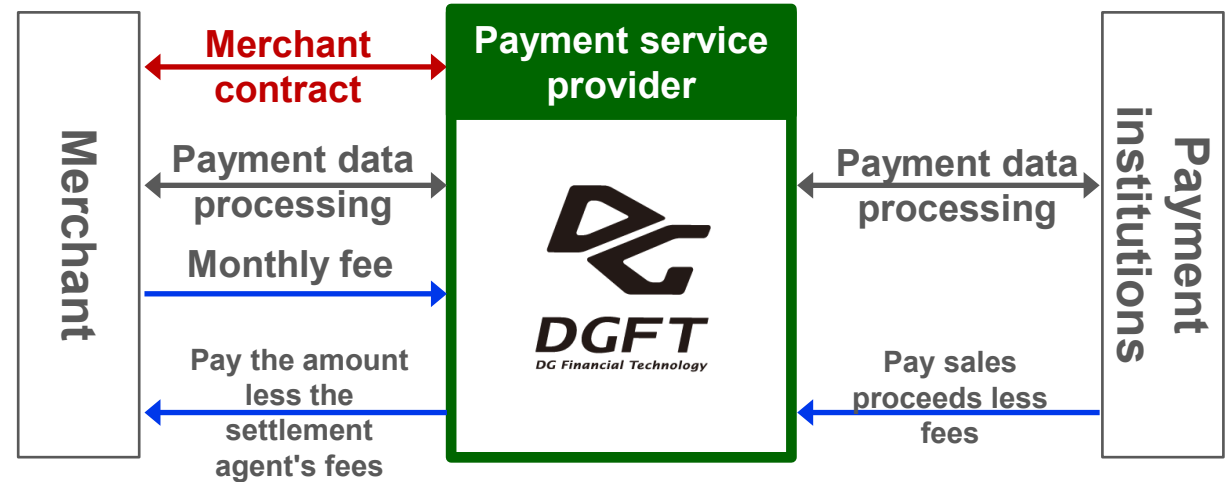 Merchant
Merchant
contract
Payment data
processing
Monthly fee
Pay the amount
less the
settlement
agent's fees
Payment service
provider
DG
DGFT
DG Financial Technology
Payment data
processing
Pay sales
proceeds less
fees
Payment
institutions